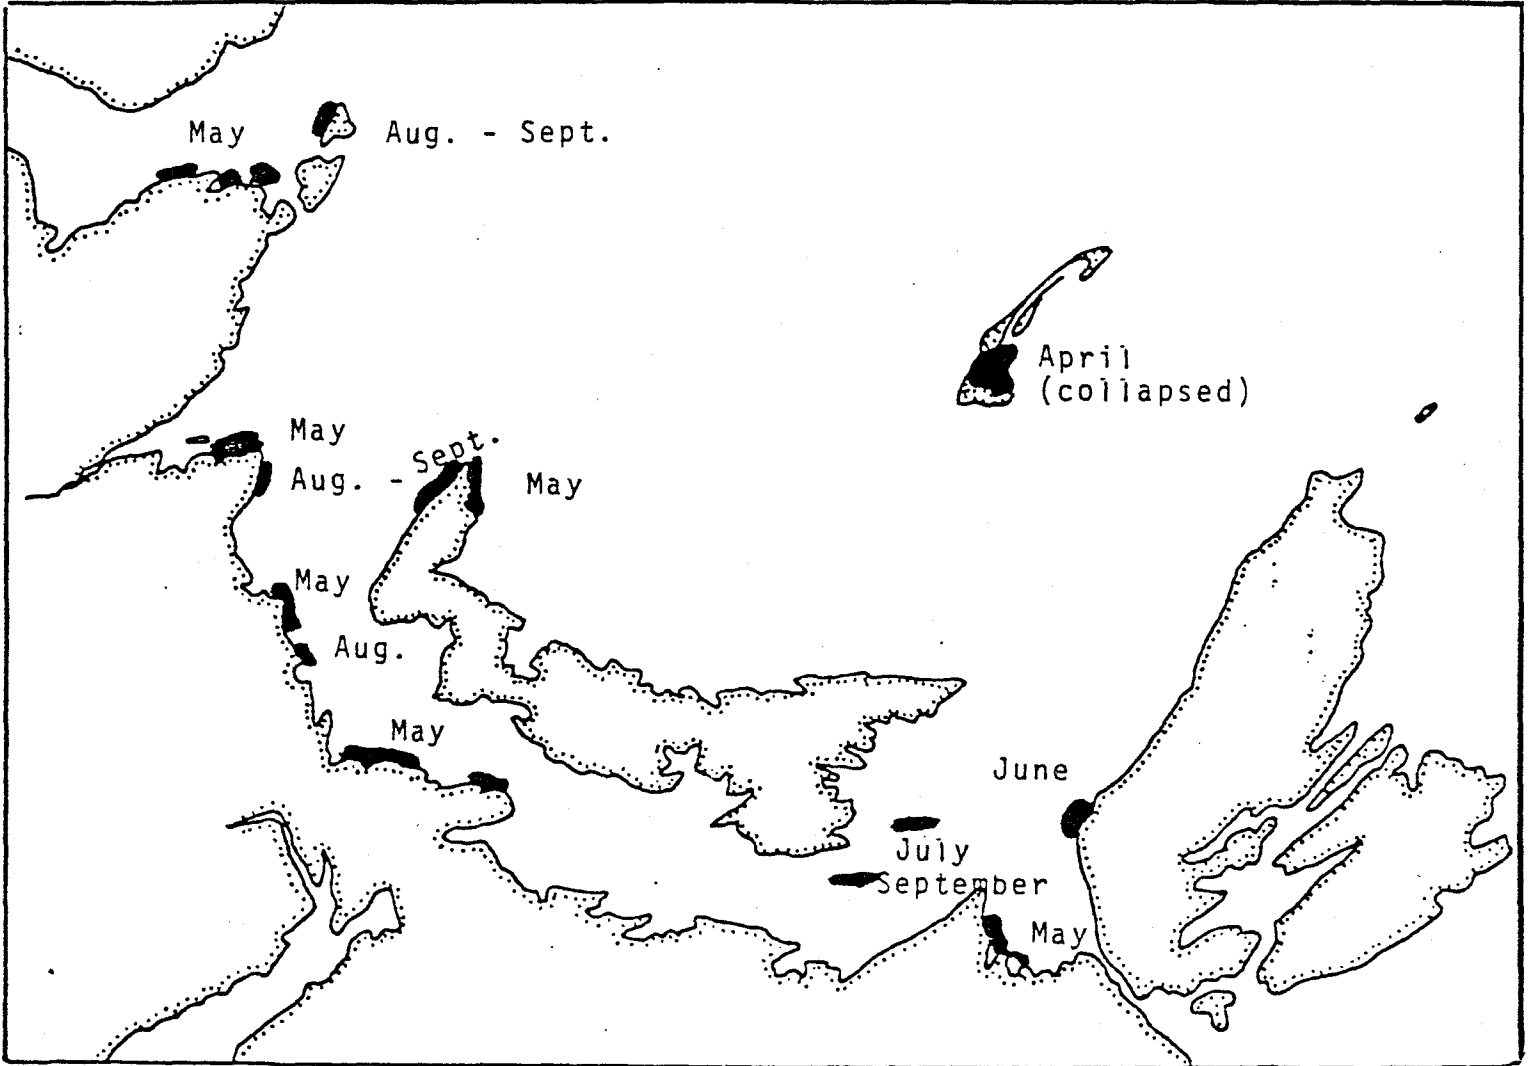 May
Aug. - Sept.
April
(collapsed)
May
Aug. - Sept.
May
May
Aug.
May
June
July
September
May